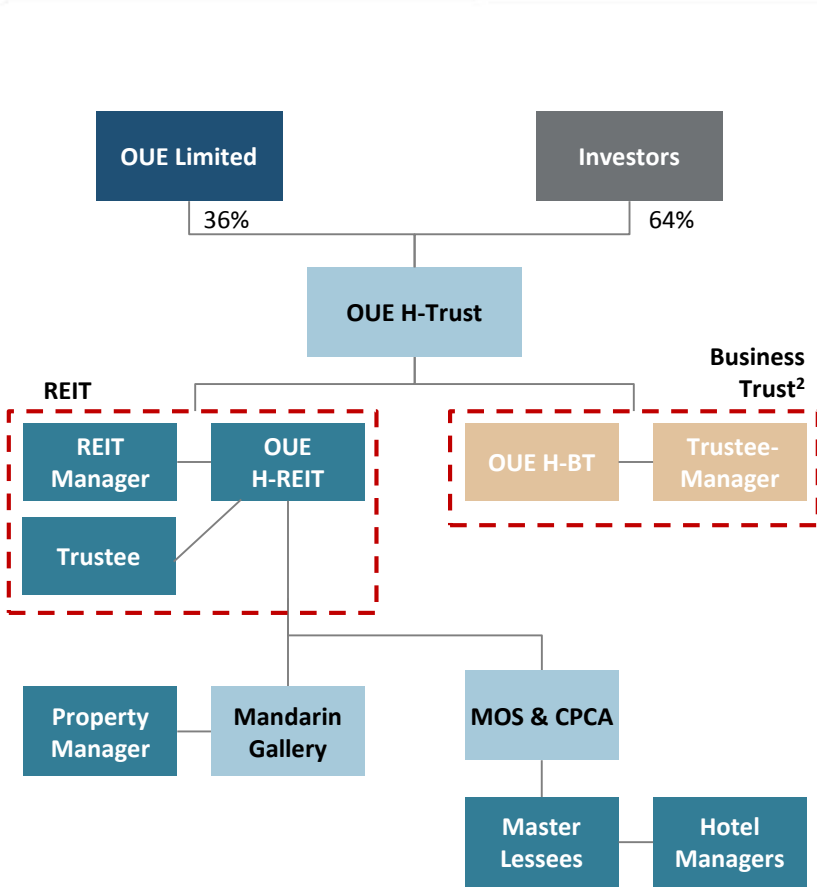 OUE Limited
Investors
36%
64%
OUE H-Trust
Business
Trust²
REIT
REIT
Manager
OUE
H-REIT
OUE H-BT
Trustee-
Manager
Trustee
Property
Manager
Mandarin
Gallery
MOS & CPCA
Master
Lessees
Hotel
Managers